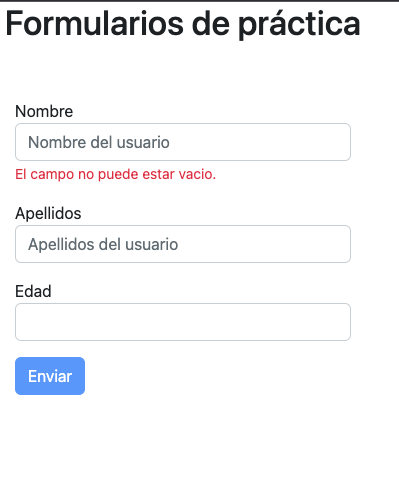 Formularios de práctica
Nombre
Nombre del usuario
El campo no puede estar vacio.
Apellidos
Apellidos del usuario
Edad
Enviar